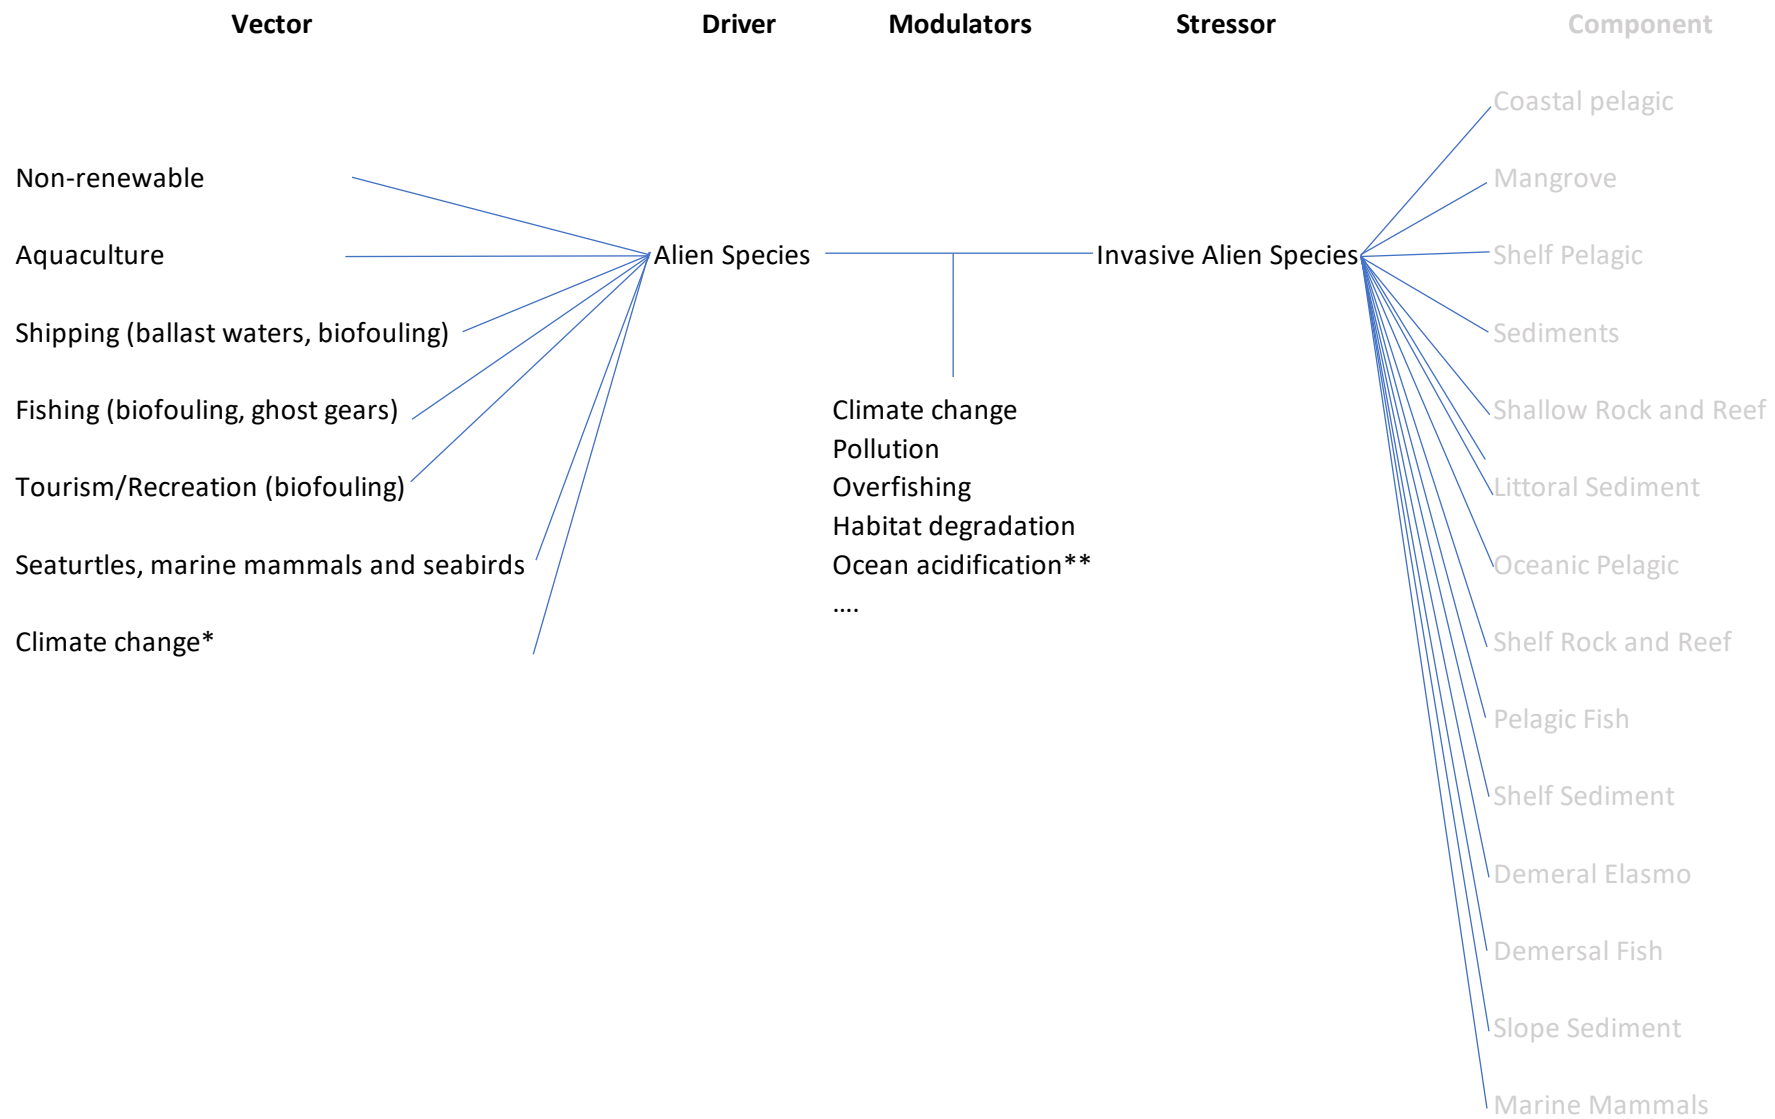 Vector
Driver
Modulators
Stressor
Component
Non-renewable
Aquaculture
Shipping (ballast waters, biofouling)
Fishing (biofouling, ghost gears)
Tourism/Recreation (biofouling)
Seaturtles, marine mammals and seabirds
Climate change*
Alien Species
Climate change
Pollution
Overfishing
Habitat degradation
Ocean acidification**
....
Invasive Alien Species
Coastal pelagic
Mangrove
Shelf Pelagic
Sediments
Shallow Rock and Reef
Littoral Sediment
Oceanic Pelagic
Shelf Rock and Reef
Pelagic Fish
Shelf Sediment
Demeral Elasmo
Demersal Fish
Slope Sediment
Marine Mammals